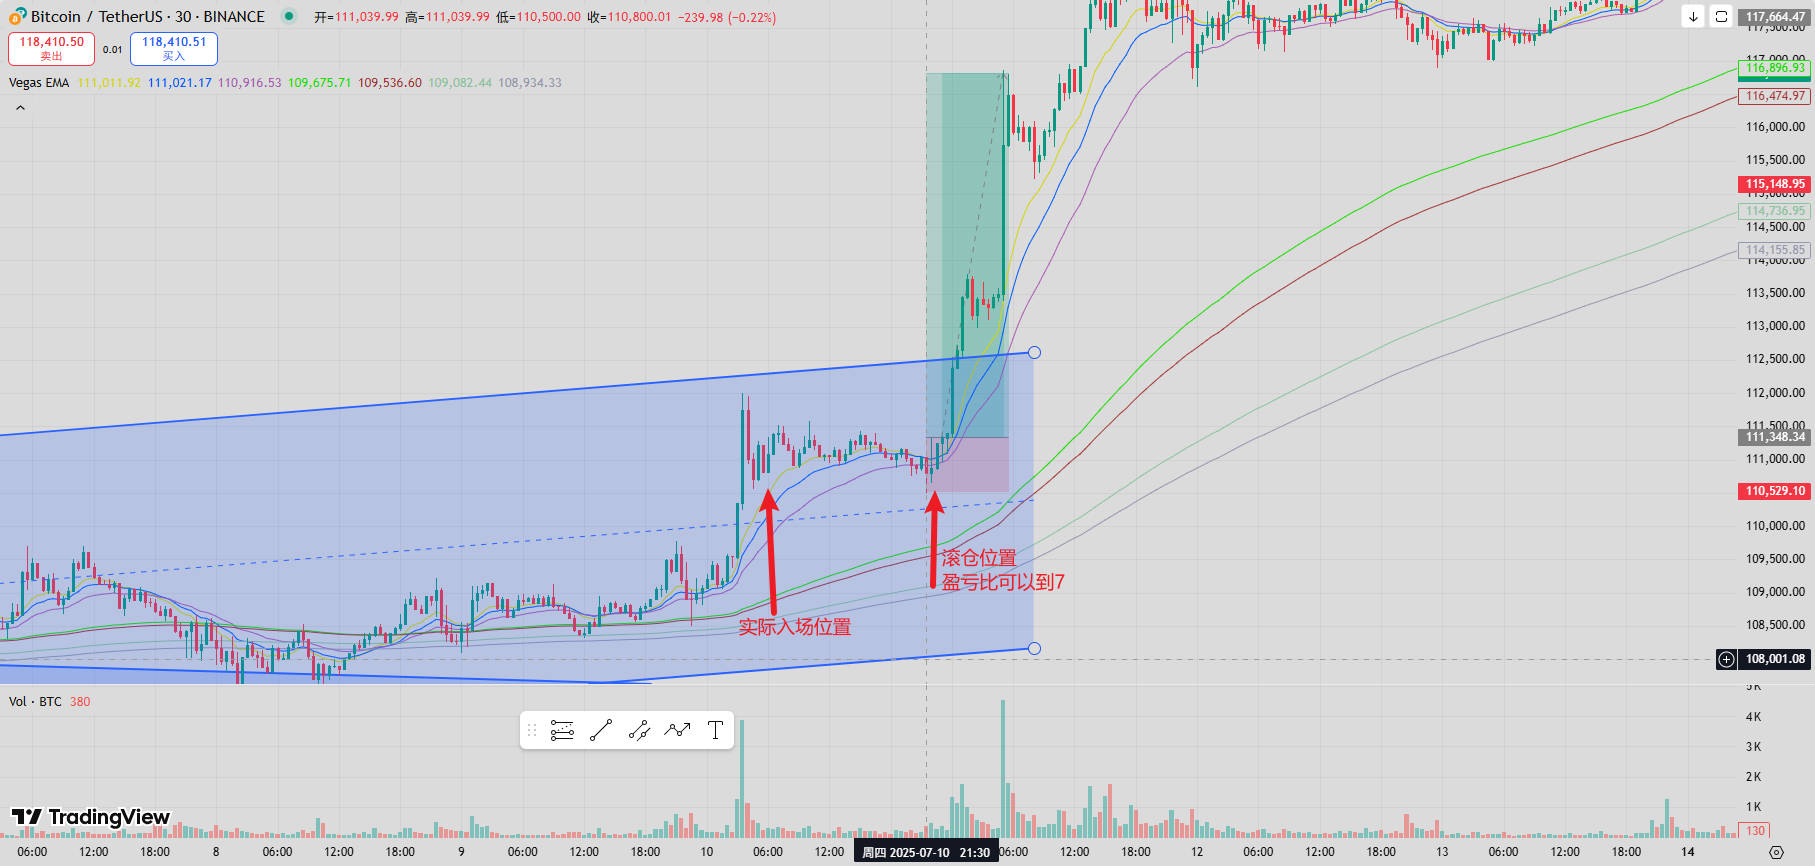 Bitcoin / TetherUS · 30 · BINANCE 开=111,039.99 高=111,039.99 低=110,500.00 收=110,800.01 −239.98 (−0.22%)
118,410.50
卖出
0.01
118,410.51
买入
Vegas EMA 111,011.92 111,021.17 110,916.53 109,675.71 109,536.60 109,082.44 108,934.33
117,664.47
117,500.00
117,000.00
116,896.93
116,474.97
116,000.00
115,500.00
115,148.95
115,000.00
114,736.95
114,500.00
114,155.85
114,000.00
113,500.00
113,000.00
112,500.00
112,000.00
111,500.00
111,348.34
111,000.00
110,529.10
110,000.00
109,500.00
109,000.00
108,500.00
108,001.08
滚仓位置
盈亏比可以到7
实际入场位置
Vol · BTC 380
5K
4K
3K
2K
1K
130
TradingView
06:00 12:00 18:00 8 06:00 12:00 18:00 9 06:00 12:00 18:00 10 06:00 12:00 周四 2025-07-10 21:30 06:00 12:00 18:00 12 06:00 12:00 18:00 13 06:00 12:00 18:00 14